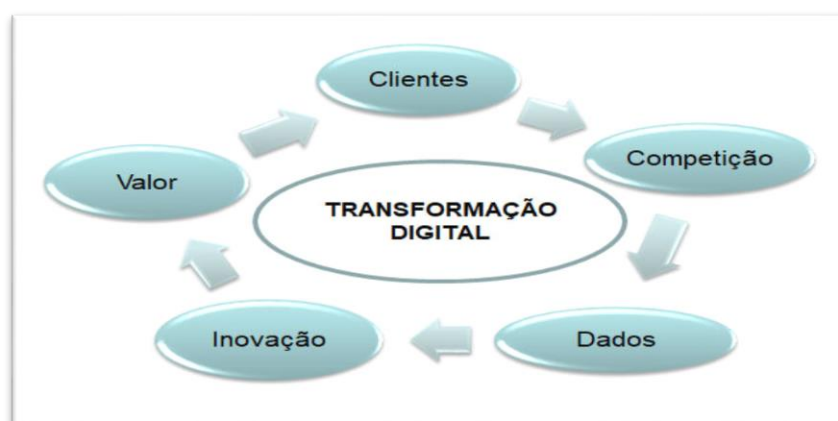 Clientes
Competição
Valor
TRANSFORMAÇÃO
DIGITAL
Inovação
Dados